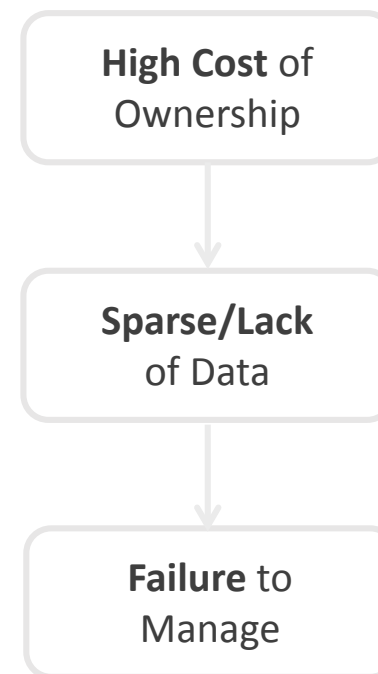 High Cost of
Ownership
Sparse/Lack
of Data
Failure to
Manage